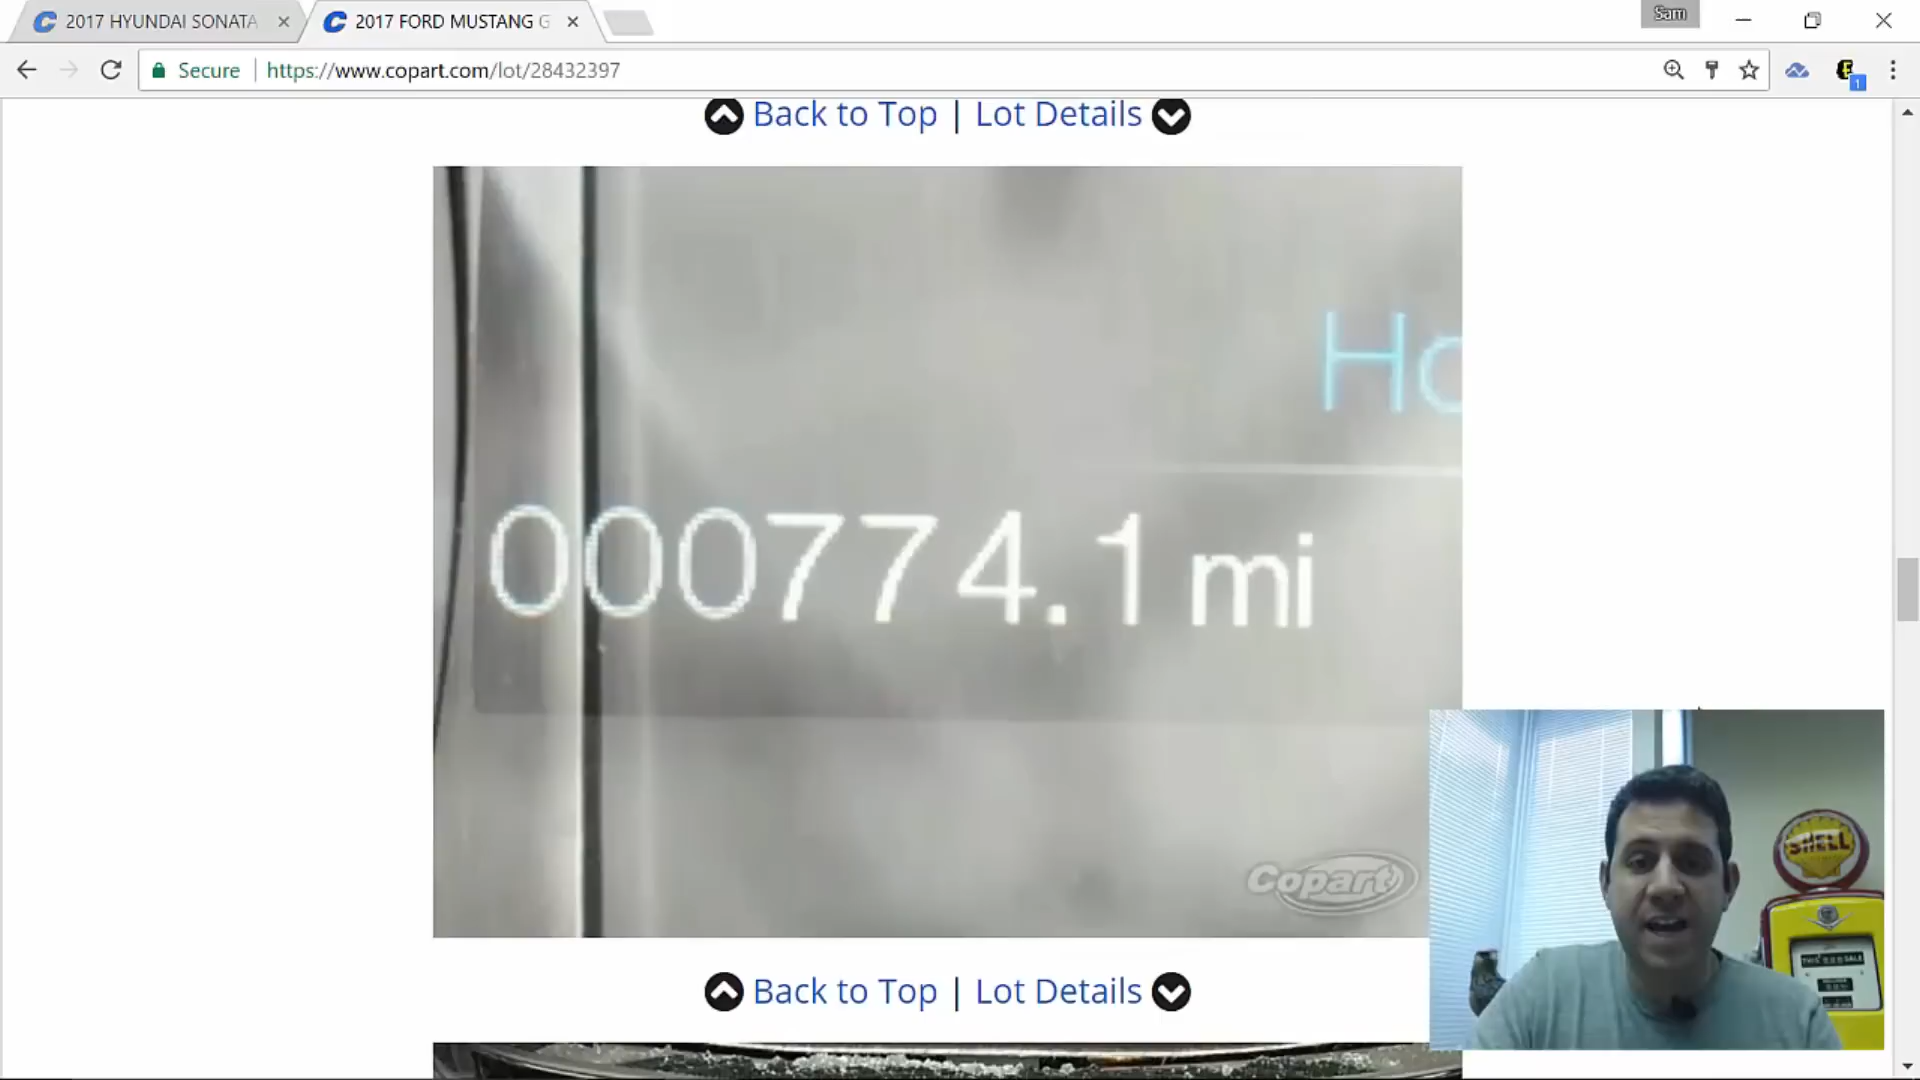 2017 HYUNDAI SONATA
2017 FORD MUSTANG G
Sam
Secure
https://www.copart.com/lot/28432397
1
Back to Top | Lot Details
Ho
000774.1 mi
Copart
SHELL
Back to Top | Lot Details